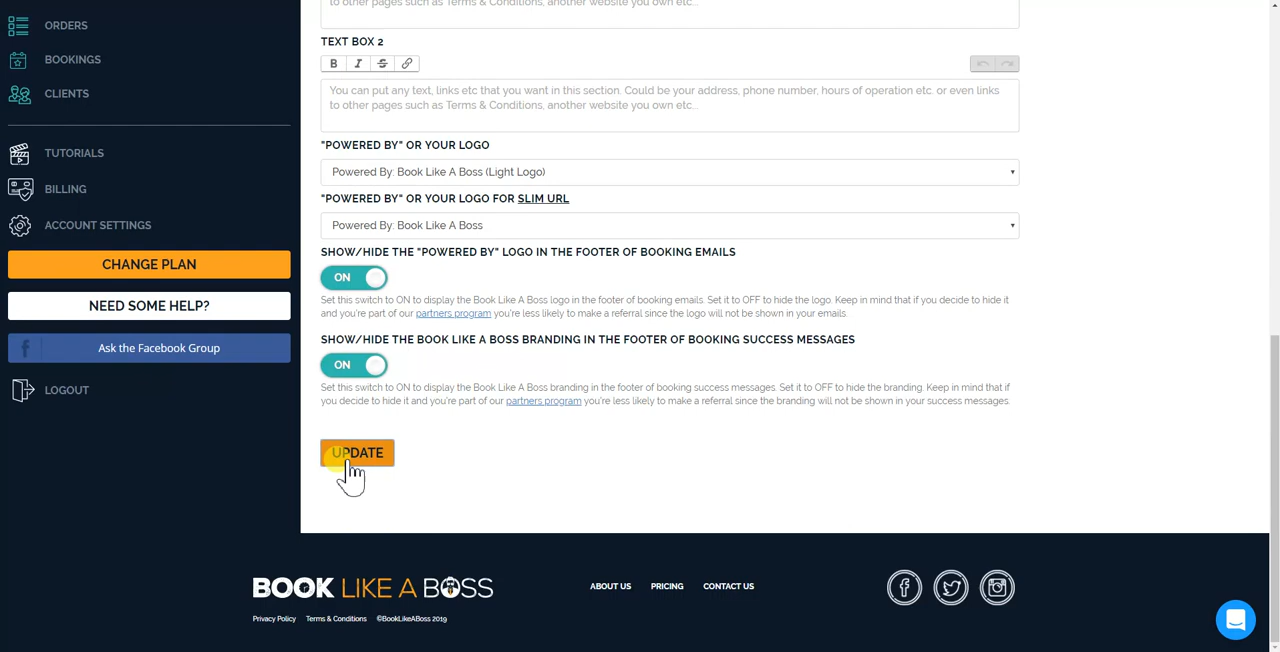 ORDERS
BOOKINGS
CLIENTS
TUTORIALS
BILLING
ACCOUNT SETTINGS
CHANGE PLAN
NEED SOME HELP?
Ask the Facebook Group
LOGOUT
to other pages such as Terms & Conditions, another website you own etc...
TEXT BOX 2
B I S
You can put any text, links etc that you want in this section. Could be your address, phone number, hours of operation etc. or even links
to other pages such as Terms & Conditions, another website you own etc...
"POWERED BY" OR YOUR LOGO
Powered By: Book Like A Boss (Light Logo)
"POWERED BY" OR YOUR LOGO FOR SLIM URL
Powered By: Book Like A Boss
SHOW/HIDE THE "POWERED BY" LOGO IN THE FOOTER OF BOOKING EMAILS
ON
Set this switch to ON to display the Book Like A Boss logo in the footer of booking emails. Set it to OFF to hide the logo. Keep in mind that if you decide to hide it
and you're part of our partners program you're less likely to make a referral since the logo will not be shown in your emails.
SHOW/HIDE THE BOOK LIKE A BOSS BRANDING IN THE FOOTER OF BOOKING SUCCESS MESSAGES
ON
Set this switch to ON to display the Book Like A Boss branding in the footer of booking success messages. Set it to OFF to hide the branding. Keep in mind that if
you decide to hide it and you're part of our partners program you're less likely to make a referral since the branding will not be shown in your success messages.
UPDATE
BOOK LIKE A BOSS
ABOUT US PRICING CONTACT US
Privacy Policy Terms & Conditions ©BookLikeABoss 2019